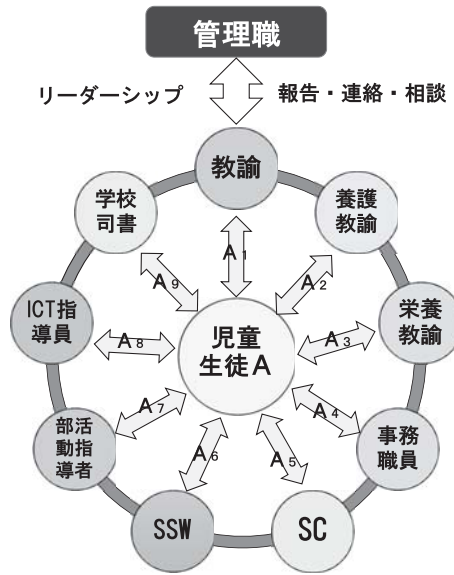 管理職
リーダーシップ
報告・連絡・相談
教諭
学校
司書
養護
教諭
A1
A9
A2
ICT指
導員
児童
生徒A
栄養
教諭
A8
A3
A7
A4
部活
動指
導者
事務
職員
A6
A5
SSW
SC